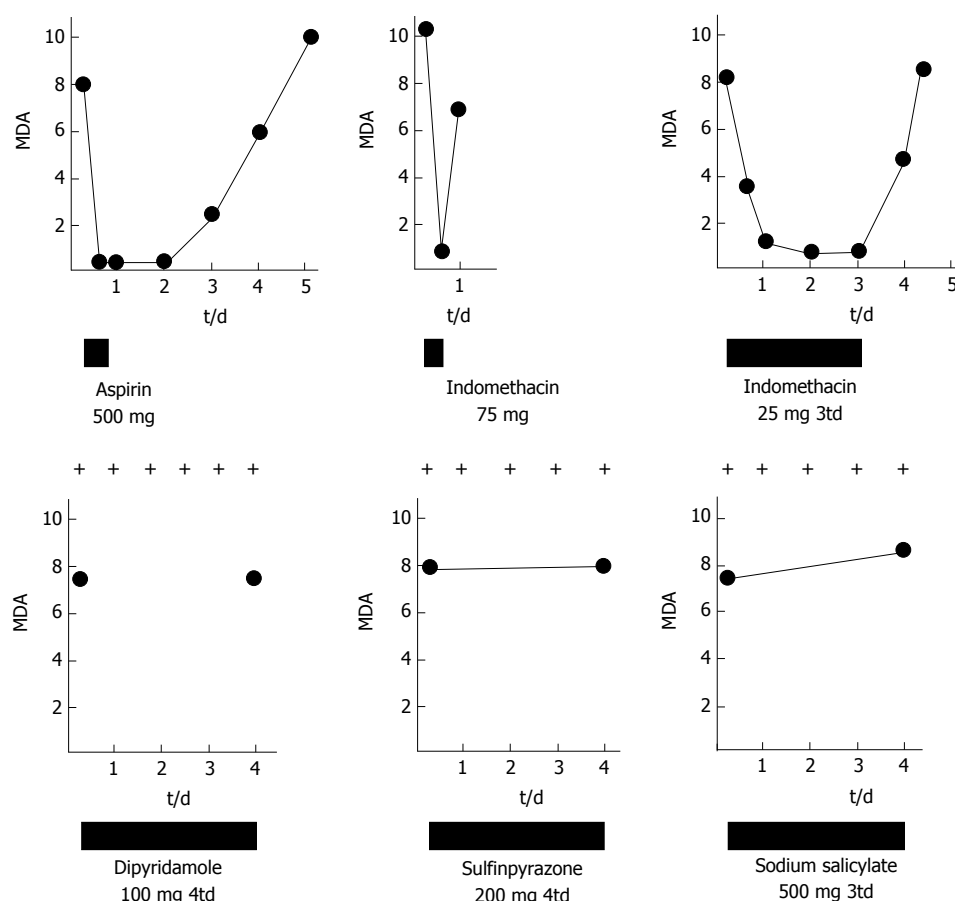 10
8
6
4
2
MDA
1 2 3 4 5
t/d
Aspirin
500 mg
10
8
6
4
2
MDA
1
t/d
Indomethacin
75 mg
10
8
6
4
2
MDA
1 2 3 4 5
t/d
Indomethacin
25 mg 3td
+ + + + + +
10
8
6
4
2
MDA
1 2 3 4
t/d
Dipyridamole
100 mg 4td
+ + + + +
10
8
6
4
2
MDA
1 2 3 4
t/d
Sulfinpyrazone
200 mg 4td
+ + + + +
10
8
6
4
2
MDA
1 2 3 4
t/d
Sodium salicylate
500 mg 3td